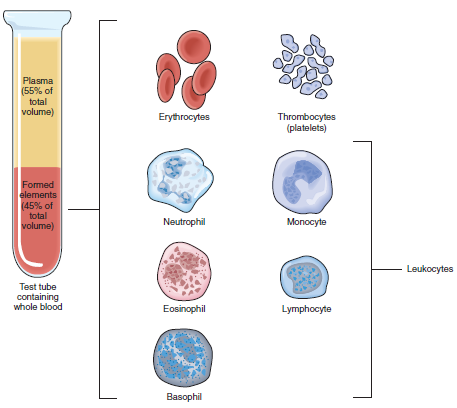 Plasma
(55% of
total
volume)
Formed
elements
(45% of
total
volume)
Test tube
containing
whole blood
Erythrocytes
Thrombocytes
(platelets)
Neutrophil
Monocyte
Eosinophil
Lymphocyte
Basophil
Leukocytes